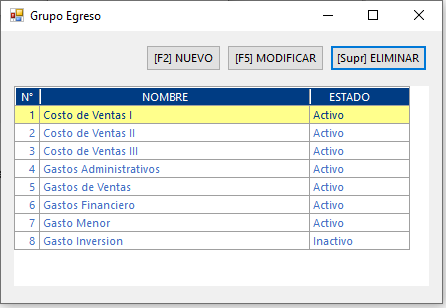 Grupo Egreso
[F2] NUEVO [F5] MODIFICAR [Supr] ELIMINAR
N° NOMBRE ESTADO
1 Costo de Ventas I Activo
2 Costo de Ventas II Activo
3 Costo de Ventas III Activo
4 Gastos Administrativos Activo
5 Gastos de Ventas Activo
6 Gastos Financiero Activo
7 Gasto Menor Activo
8 Gasto Inversion Inactivo